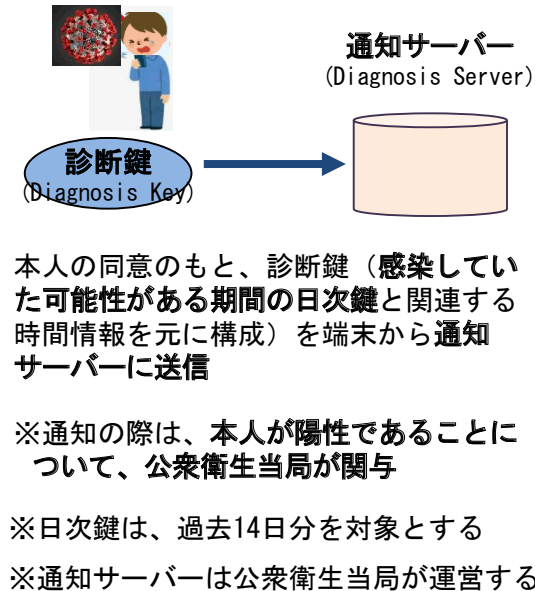 通知サーバー
(Diagnosis Server)
診断鍵
(Diagnosis Key)
本人の同意のもと、診断鍵（感染してい
た可能性がある期間の日次鍵と関連する
時間情報を元に構成）を端末から通知
サーバーに送信
※通知の際は、本人が陽性であることに
ついて、公衆衛生当局が関与
※日次鍵は、過去14日分を対象とする
※通知サーバーは公衆衛生当局が運営する